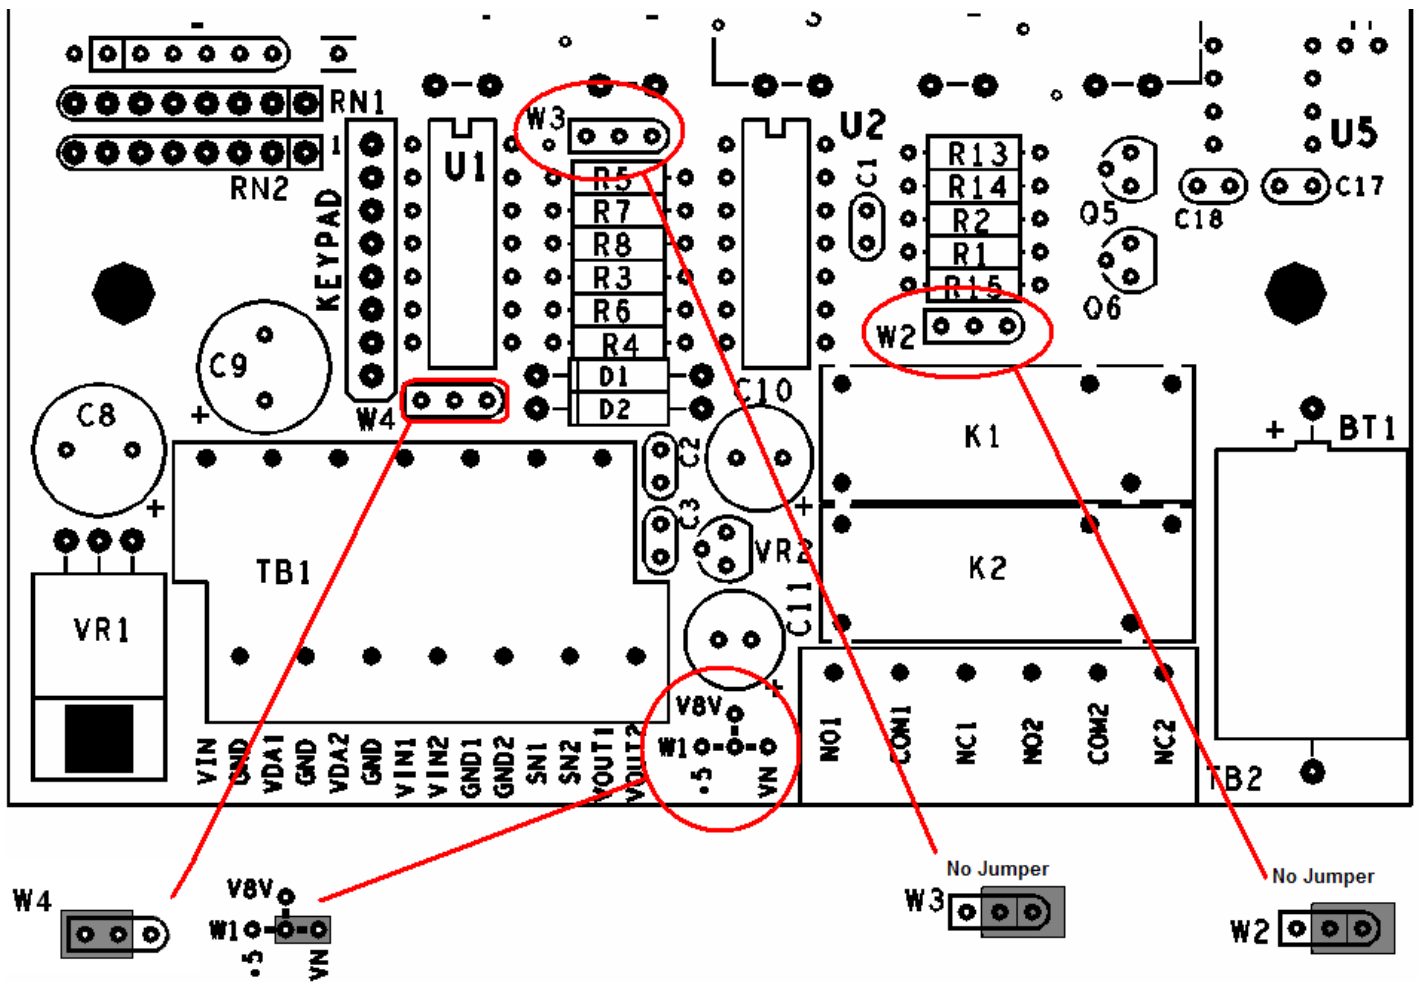 RN1
1
RN2
KEYPAD
U1
W3
R5
R7
R8
R3
R6
R4
D1
D2
U2
C1
R13
R14
R2
R1
R15
W2
Q5
Q6
U5
C18
C17
C9
+
C8
+
W4
C10
+
C2
C3
VR2
C11
+
K1
K2
+ BT1
TB1
VR1
VIN
GND
VDA1
GND
VDA2
GND
VIN1
VIN2
GND1
GND2
SN1
SN2
VOUT1
VOUT2
V8V
W1
.5
VN
NO1
COM1
NC1
NO2
COM2
NC2
TB2
W4
V8V
W1
.5
VN
No Jumper
W3
No Jumper
W2